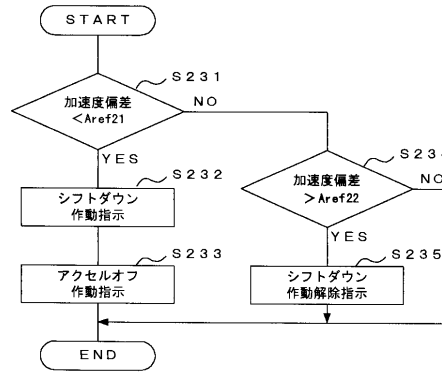 START
S231
加速度偏差
<Aref21
NO
YES
S232
シフトダウン
作動指示
S233
アクセルオフ
作動指示
加速度偏差
>Aref22
NO
YES
S235
シフトダウン
作動解除指示
END